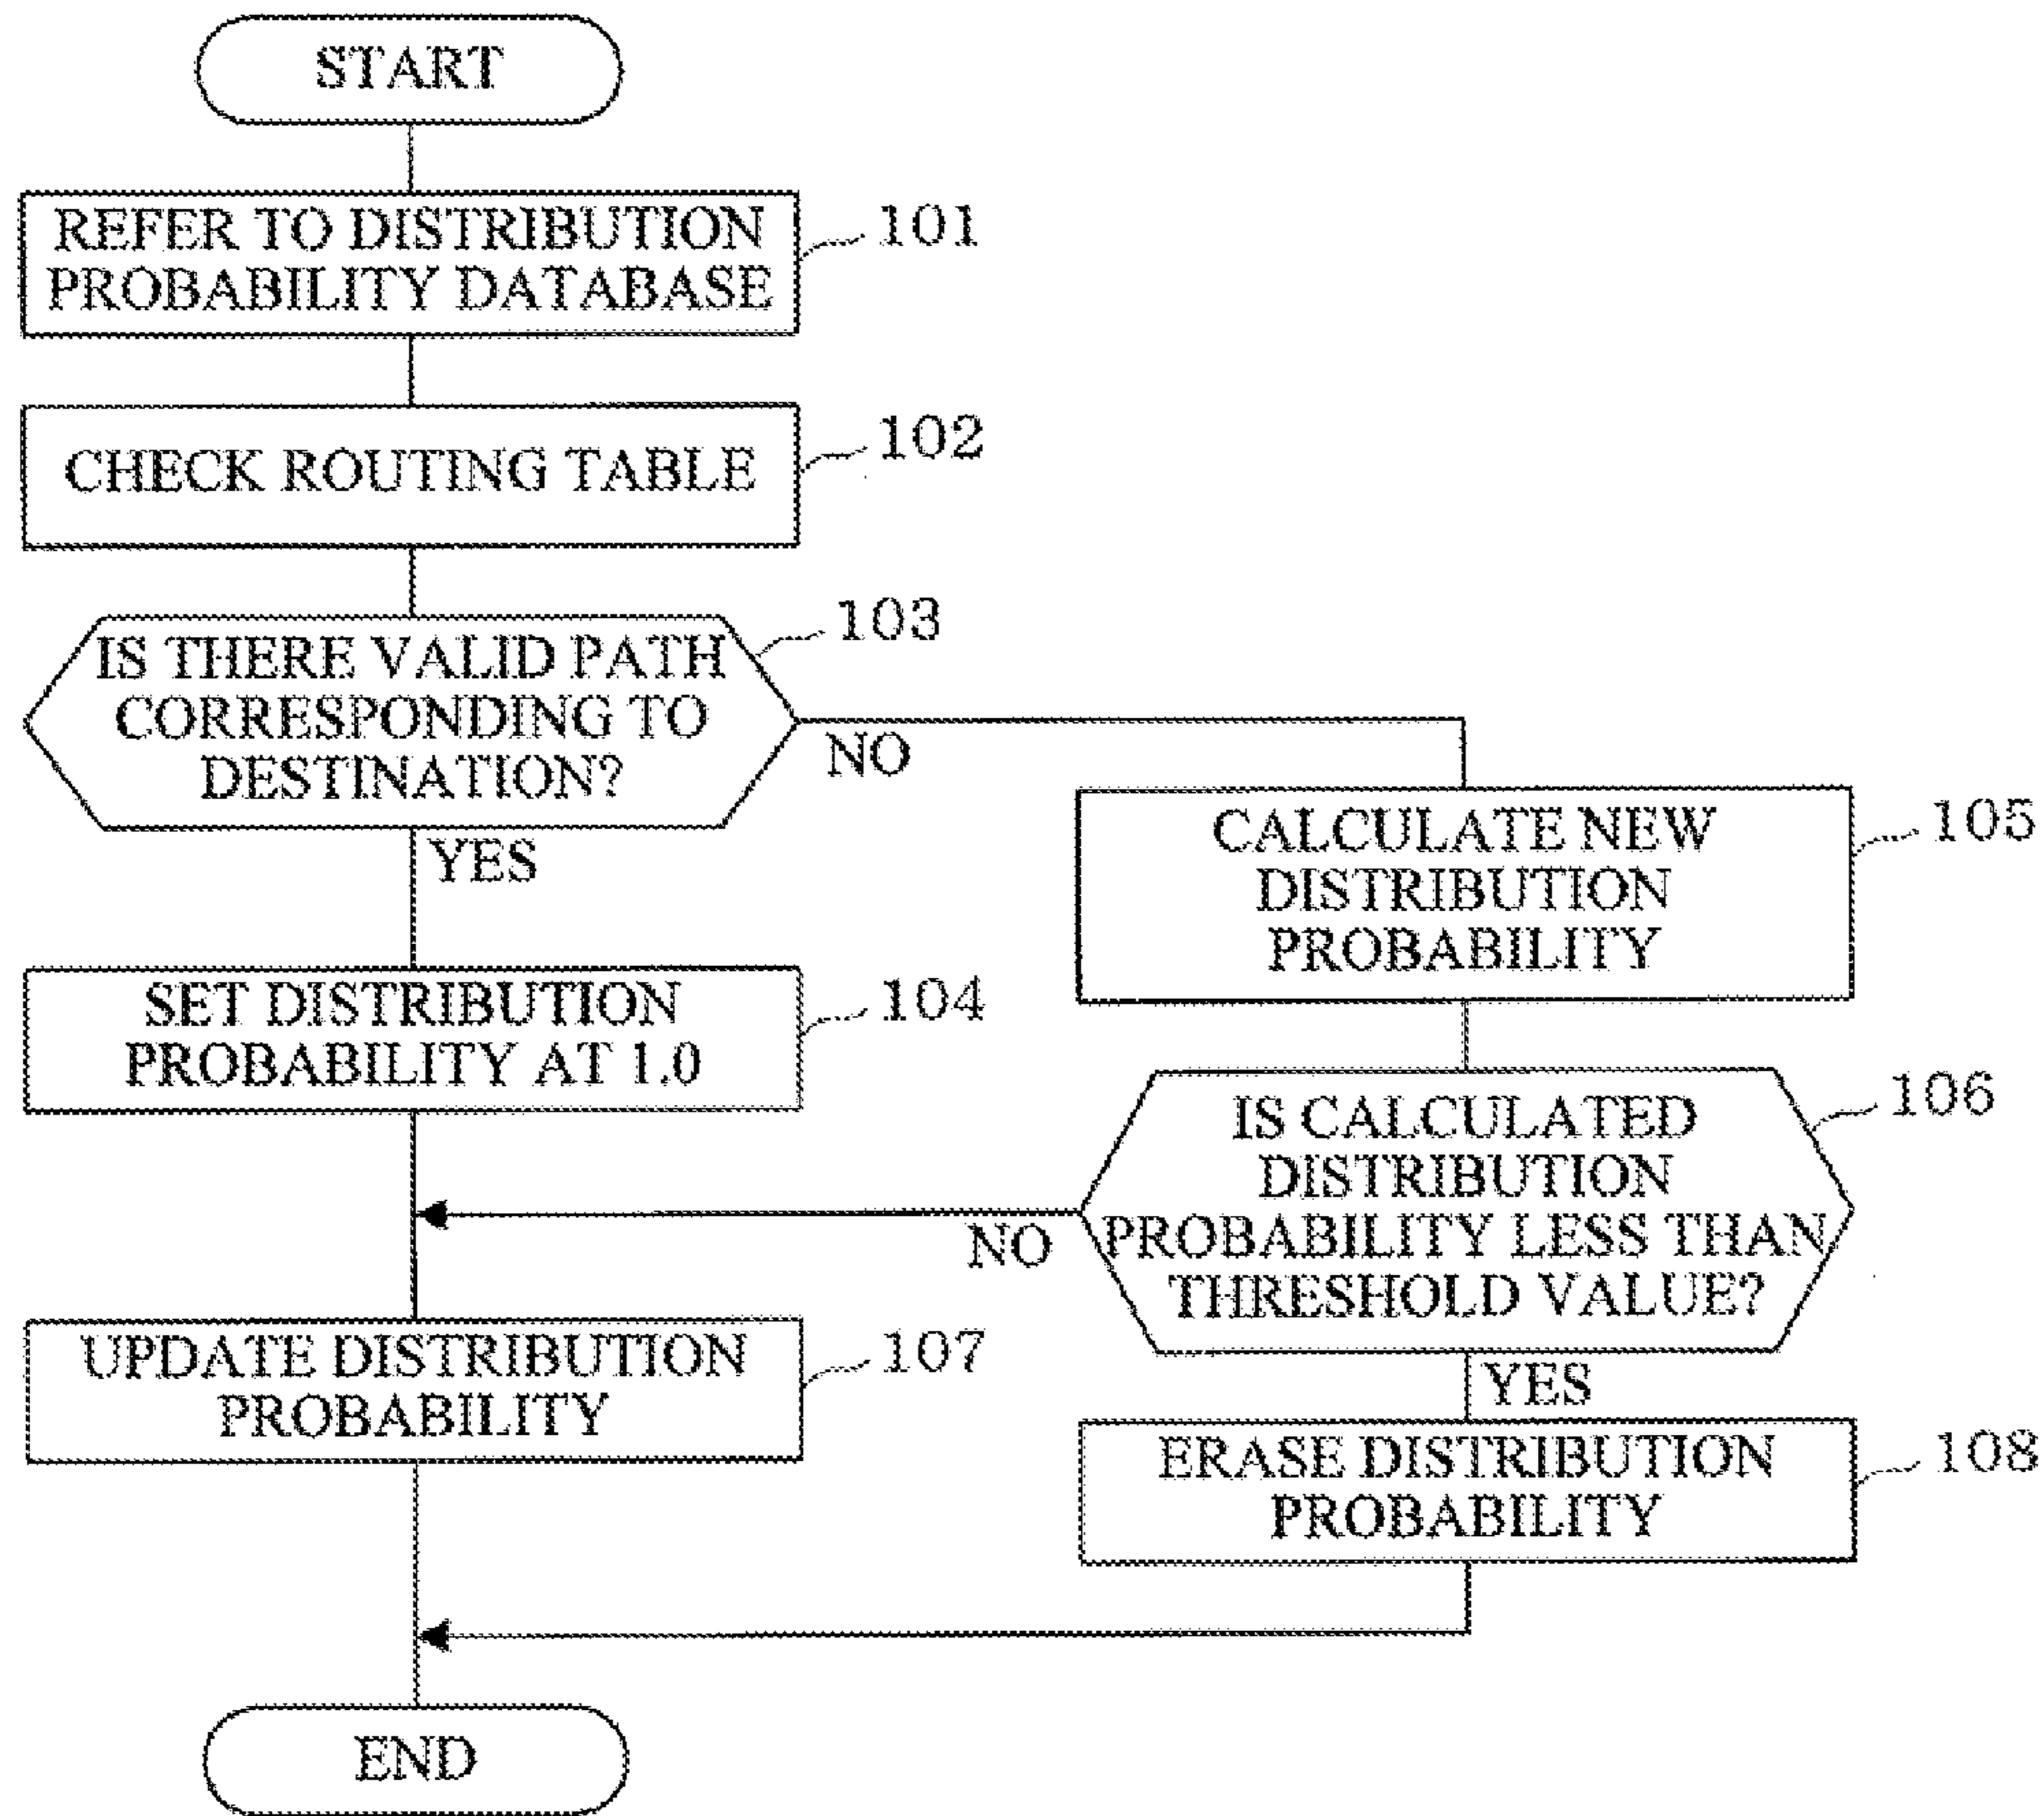 START
REFER TO DISTRIBUTION
PROBABILITY DATABASE
101
CHECK ROUTING TABLE
102
IS THERE VALID PATH
CORRESPONDING TO
DESTINATION?
103
NO
YES
CALCULATE NEW
DISTRIBUTION
PROBABILITY
105
SET DISTRIBUTION
PROBABILITY AT 1.0
104
IS CALCULATED
DISTRIBUTION
PROBABILITY LESS THAN
THRESHOLD VALUE?
106
NO
YES
UPDATE DISTRIBUTION
PROBABILITY
107
ERASE DISTRIBUTION
PROBABILITY
108
END